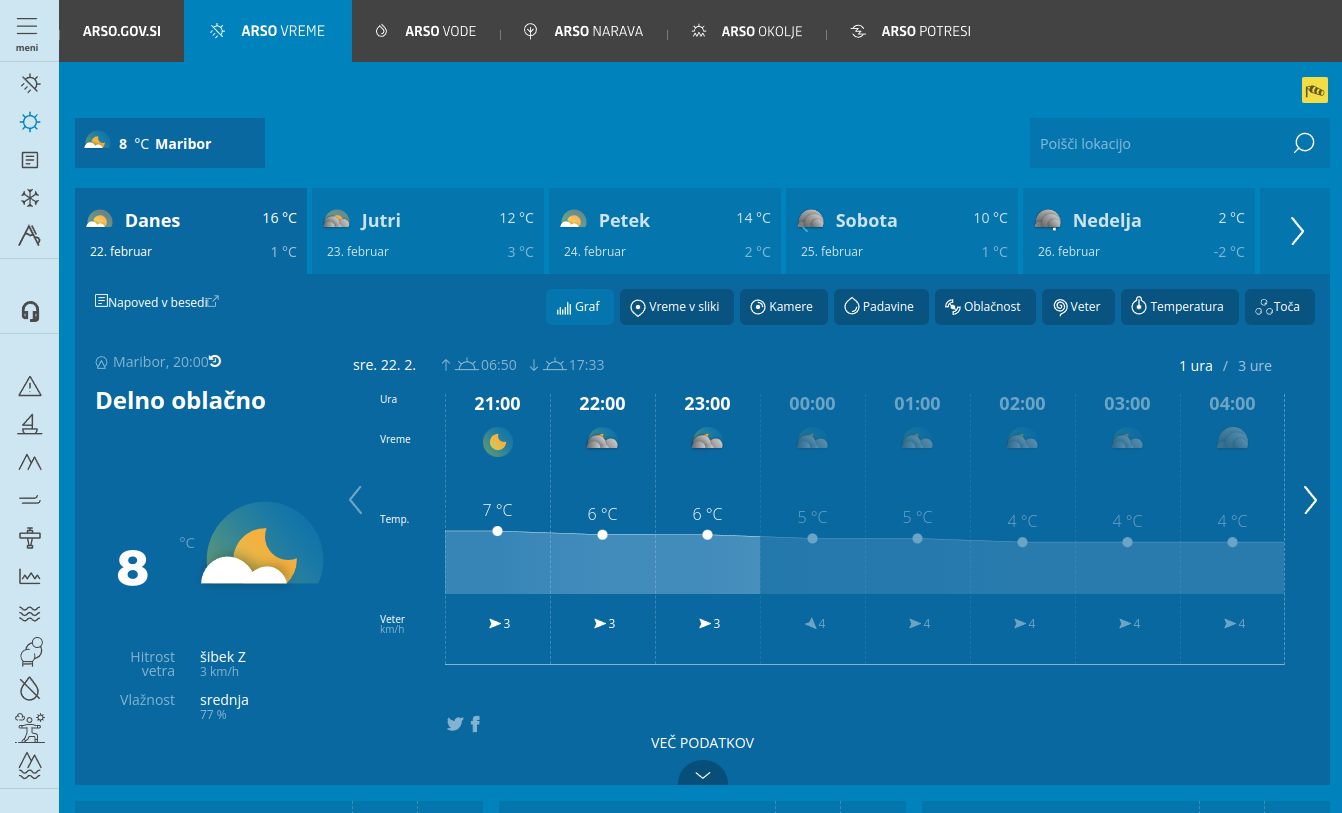 meni
ARSO.GOV.SI
ARSO VREME
ARSO VODE
ARSO NARAVA
ARSO OKOLJE
ARSO POTRESI
8 °C Maribor
Poišči lokacijo
Danes 16 °C
22. februar 1 °C
Jutri 12 °C
23. februar 3 °C
Petek 14 °C
24. februar 2 °C
Sobota 10 °C
25. februar 1 °C
Nedelja 2 °C
26. februar -2 °C
Napoved v besedi
Graf
Vreme v sliki
Kamere
Padavine
Oblačnost
Veter
Temperatura
Toča
Maribor, 20:00
Delno oblačno
8 °C
Hitrost vetra
šibek Z
3 km/h
Vlažnost
srednja
77 %
sre. 22. 2. 06:50 17:33
1 ura / 3 ure
Ura 21:00 22:00 23:00 00:00 01:00 02:00 03:00 04:00
Vreme
Temp. 7 °C 6 °C 6 °C 5 °C 5 °C 4 °C 4 °C 4 °C
Veter 3 3 3 4 4 4 4 4
km/h
VEČ PODATKOV